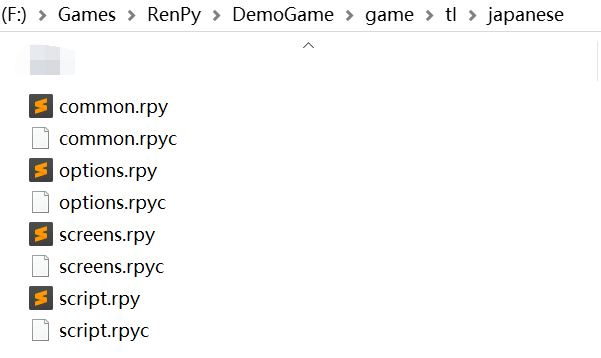 (F:) > Games > RenPy > DemoGame > game > tl > japanese
common.rpy
common.rpyc
options.rpy
options.rpyc
screens.rpy
screens.rpyc
script.rpy
script.rpyc